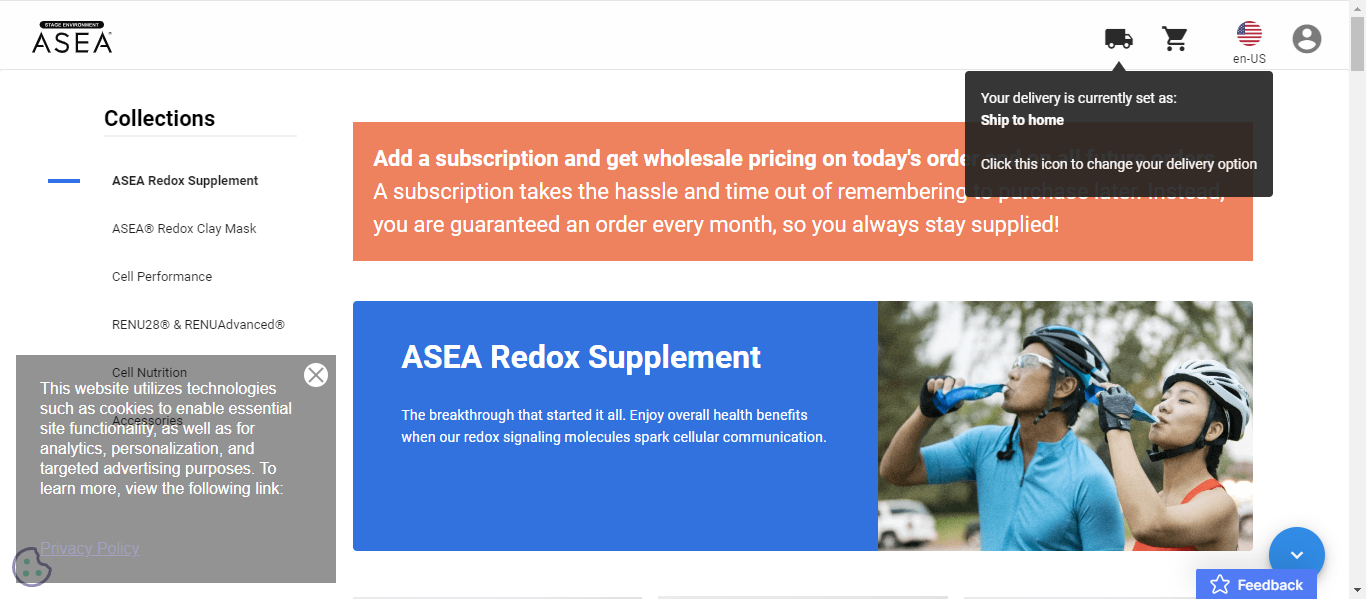 STAGE ENVIRONMENT
ASEA
en-US
Your delivery is currently set as:
Ship to home
Click this icon to change your delivery option
Collections
ASEA Redox Supplement
ASEA® Redox Clay Mask
Cell Performance
RENU28® & RENUAdvanced®
Cell Nutrition
Accessories
Add a subscription and get wholesale pricing on today's order
A subscription takes the hassle and time out of remembering to purchase later. Instead,
you are guaranteed an order every month, so you always stay supplied!
ASEA Redox Supplement
The breakthrough that started it all. Enjoy overall health benefits
when our redox signaling molecules spark cellular communication.
This website utilizes technologies
such as cookies to enable essential
site functionality, as well as for
analytics, personalization, and
targeted advertising purposes. To
learn more, view the following link:
Privacy Policy
Feedback